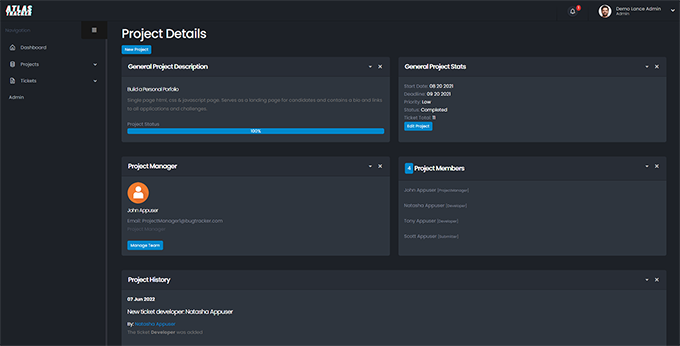 ATLAS
TRACKER
1
Demo Lance Admin
Admin
Navigation
Dashboard
Projects
Tickets
Admin
Project Details
New Project
General Project Description
Build a Personal Porfolio
Single page html, css & javascript page. Serves as a landing page for candidates and contains a bio and links
to all applications and challenges.
Project Status
100%
General Project Stats
Start Date: 08 20 2021
Deadline: 09 20 2021
Priority: Low
Status: Completed
Ticket Total: 11
Edit Project
Project Manager
John Appuser
Email: ProjectManager1@bugtracker.com
Project Manager
Manage Team
4 Project Members
John Appuser [ProjectManager]
Natasha Appuser [Developer]
Tony Appuser [Developer]
Scott Appuser [Submitter]
Project History
07 Jun 2022
New ticket developer: Natasha Appuser
By: Natasha Appuser
The ticket Developer was added